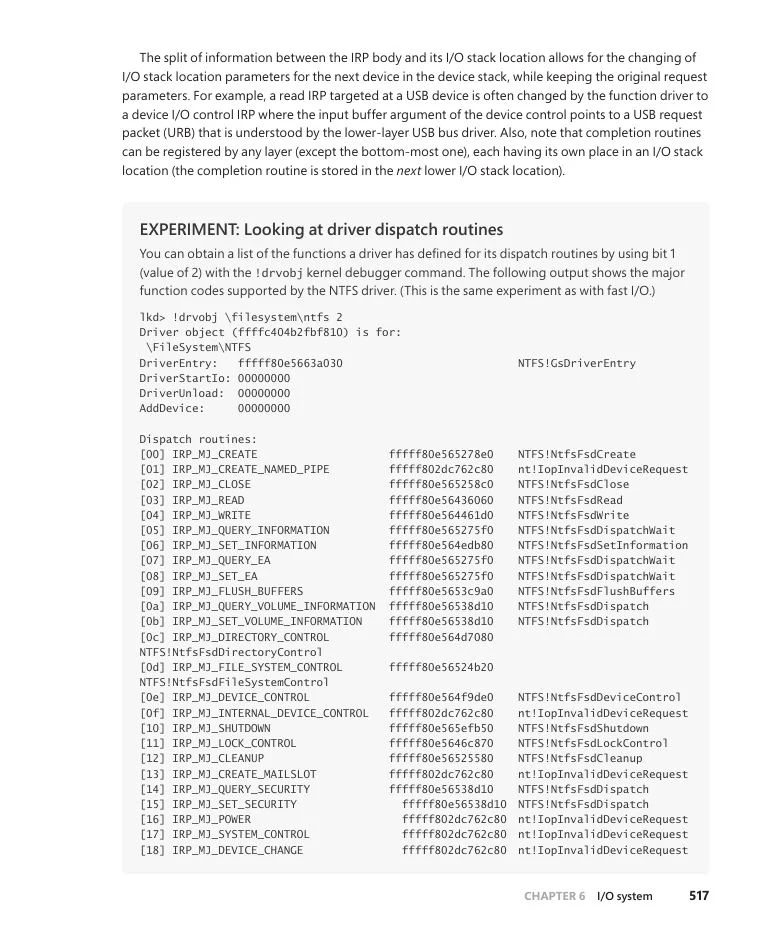 The split of information between the IRP body and its I/O stack location allows for the changing of
I/O stack location parameters for the next device in the device stack, while keeping the original request
parameters. For example, a read IRP targeted at a USB device is often changed by the function driver to
a device I/O control IRP where the input buffer argument of the device control points to a USB request
packet (URB) that is understood by the lower-layer USB bus driver. Also, note that completion routines
can be registered by any layer (except the bottom-most one), each having its own place in an I/O stack
location (the completion routine is stored in the next lower I/O stack location).
EXPERIMENT: Looking at driver dispatch routines
You can obtain a list of the functions a driver has defined for its dispatch routines by using bit 1
(value of 2) with the !drvobj kernel debugger command. The following output shows the major
function codes supported by the NTFS driver. (This is the same experiment as with fast I/O.)
lkd> !drvobj \filesystem\ntfs 2
Driver object (ffffc404b2fbf810) is for:
 \FileSystem\NTFS
DriverEntry:   fffff80e5663a030                           NTFS!GsDriverEntry
DriverStartIo: 00000000
DriverUnload:  00000000
AddDevice:     00000000
Dispatch routines:
[00] IRP_MJ_CREATE                    fffff80e565278e0    NTFS!NtfsFsdCreate
[01] IRP_MJ_CREATE_NAMED_PIPE         fffff802dc762c80    nt!IopInvalidDeviceRequest
[02] IRP_MJ_CLOSE                     fffff80e565258c0    NTFS!NtfsFsdClose
[03] IRP_MJ_READ                      fffff80e56436060    NTFS!NtfsFsdRead
[04] IRP_MJ_WRITE                     fffff80e564461d0    NTFS!NtfsFsdWrite
[05] IRP_MJ_QUERY_INFORMATION         fffff80e565275f0    NTFS!NtfsFsdDispatchWait
[06] IRP_MJ_SET_INFORMATION           fffff80e564edb80    NTFS!NtfsFsdSetInformation
[07] IRP_MJ_QUERY_EA                  fffff80e565275f0    NTFS!NtfsFsdDispatchWait
[08] IRP_MJ_SET_EA                    fffff80e565275f0    NTFS!NtfsFsdDispatchWait
[09] IRP_MJ_FLUSH_BUFFERS             fffff80e5653c9a0    NTFS!NtfsFsdFlushBuffers
[0a] IRP_MJ_QUERY_VOLUME_INFORMATION  fffff80e56538d10    NTFS!NtfsFsdDispatch
[0b] IRP_MJ_SET_VOLUME_INFORMATION    fffff80e56538d10    NTFS!NtfsFsdDispatch
[0c] IRP_MJ_DIRECTORY_CONTROL         fffff80e564d7080
NTFS!NtfsFsdDirectoryControl
[0d] IRP_MJ_FILE_SYSTEM_CONTROL       fffff80e56524b20
NTFS!NtfsFsdFileSystemControl
[0e] IRP_MJ_DEVICE_CONTROL            fffff80e564f9de0    NTFS!NtfsFsdDeviceControl
[0f] IRP_MJ_INTERNAL_DEVICE_CONTROL   fffff802dc762c80    nt!IopInvalidDeviceRequest
[10] IRP_MJ_SHUTDOWN                  fffff80e565efb50    NTFS!NtfsFsdShutdown
[11] IRP_MJ_LOCK_CONTROL              fffff80e5646c870    NTFS!NtfsFsdLockControl
[12] IRP_MJ_CLEANUP                   fffff80e56525580    NTFS!NtfsFsdCleanup
[13] IRP_MJ_CREATE_MAILSLOT           fffff802dc762c80    nt!IopInvalidDeviceRequest
[14] IRP_MJ_QUERY_SECURITY            fffff80e56538d10    NTFS!NtfsFsdDispatch
[15] IRP_MJ_SET_SECURITY                fffff80e56538d10  NTFS!NtfsFsdDispatch
[16] IRP_MJ_POWER                       fffff802dc762c80  nt!IopInvalidDeviceRequest
[17] IRP_MJ_SYSTEM_CONTROL              fffff802dc762c80  nt!IopInvalidDeviceRequest
[18] IRP_MJ_DEVICE_CHANGE               fffff802dc762c80  nt!IopInvalidDeviceRequest
CHAPTER 6 I/O system 517